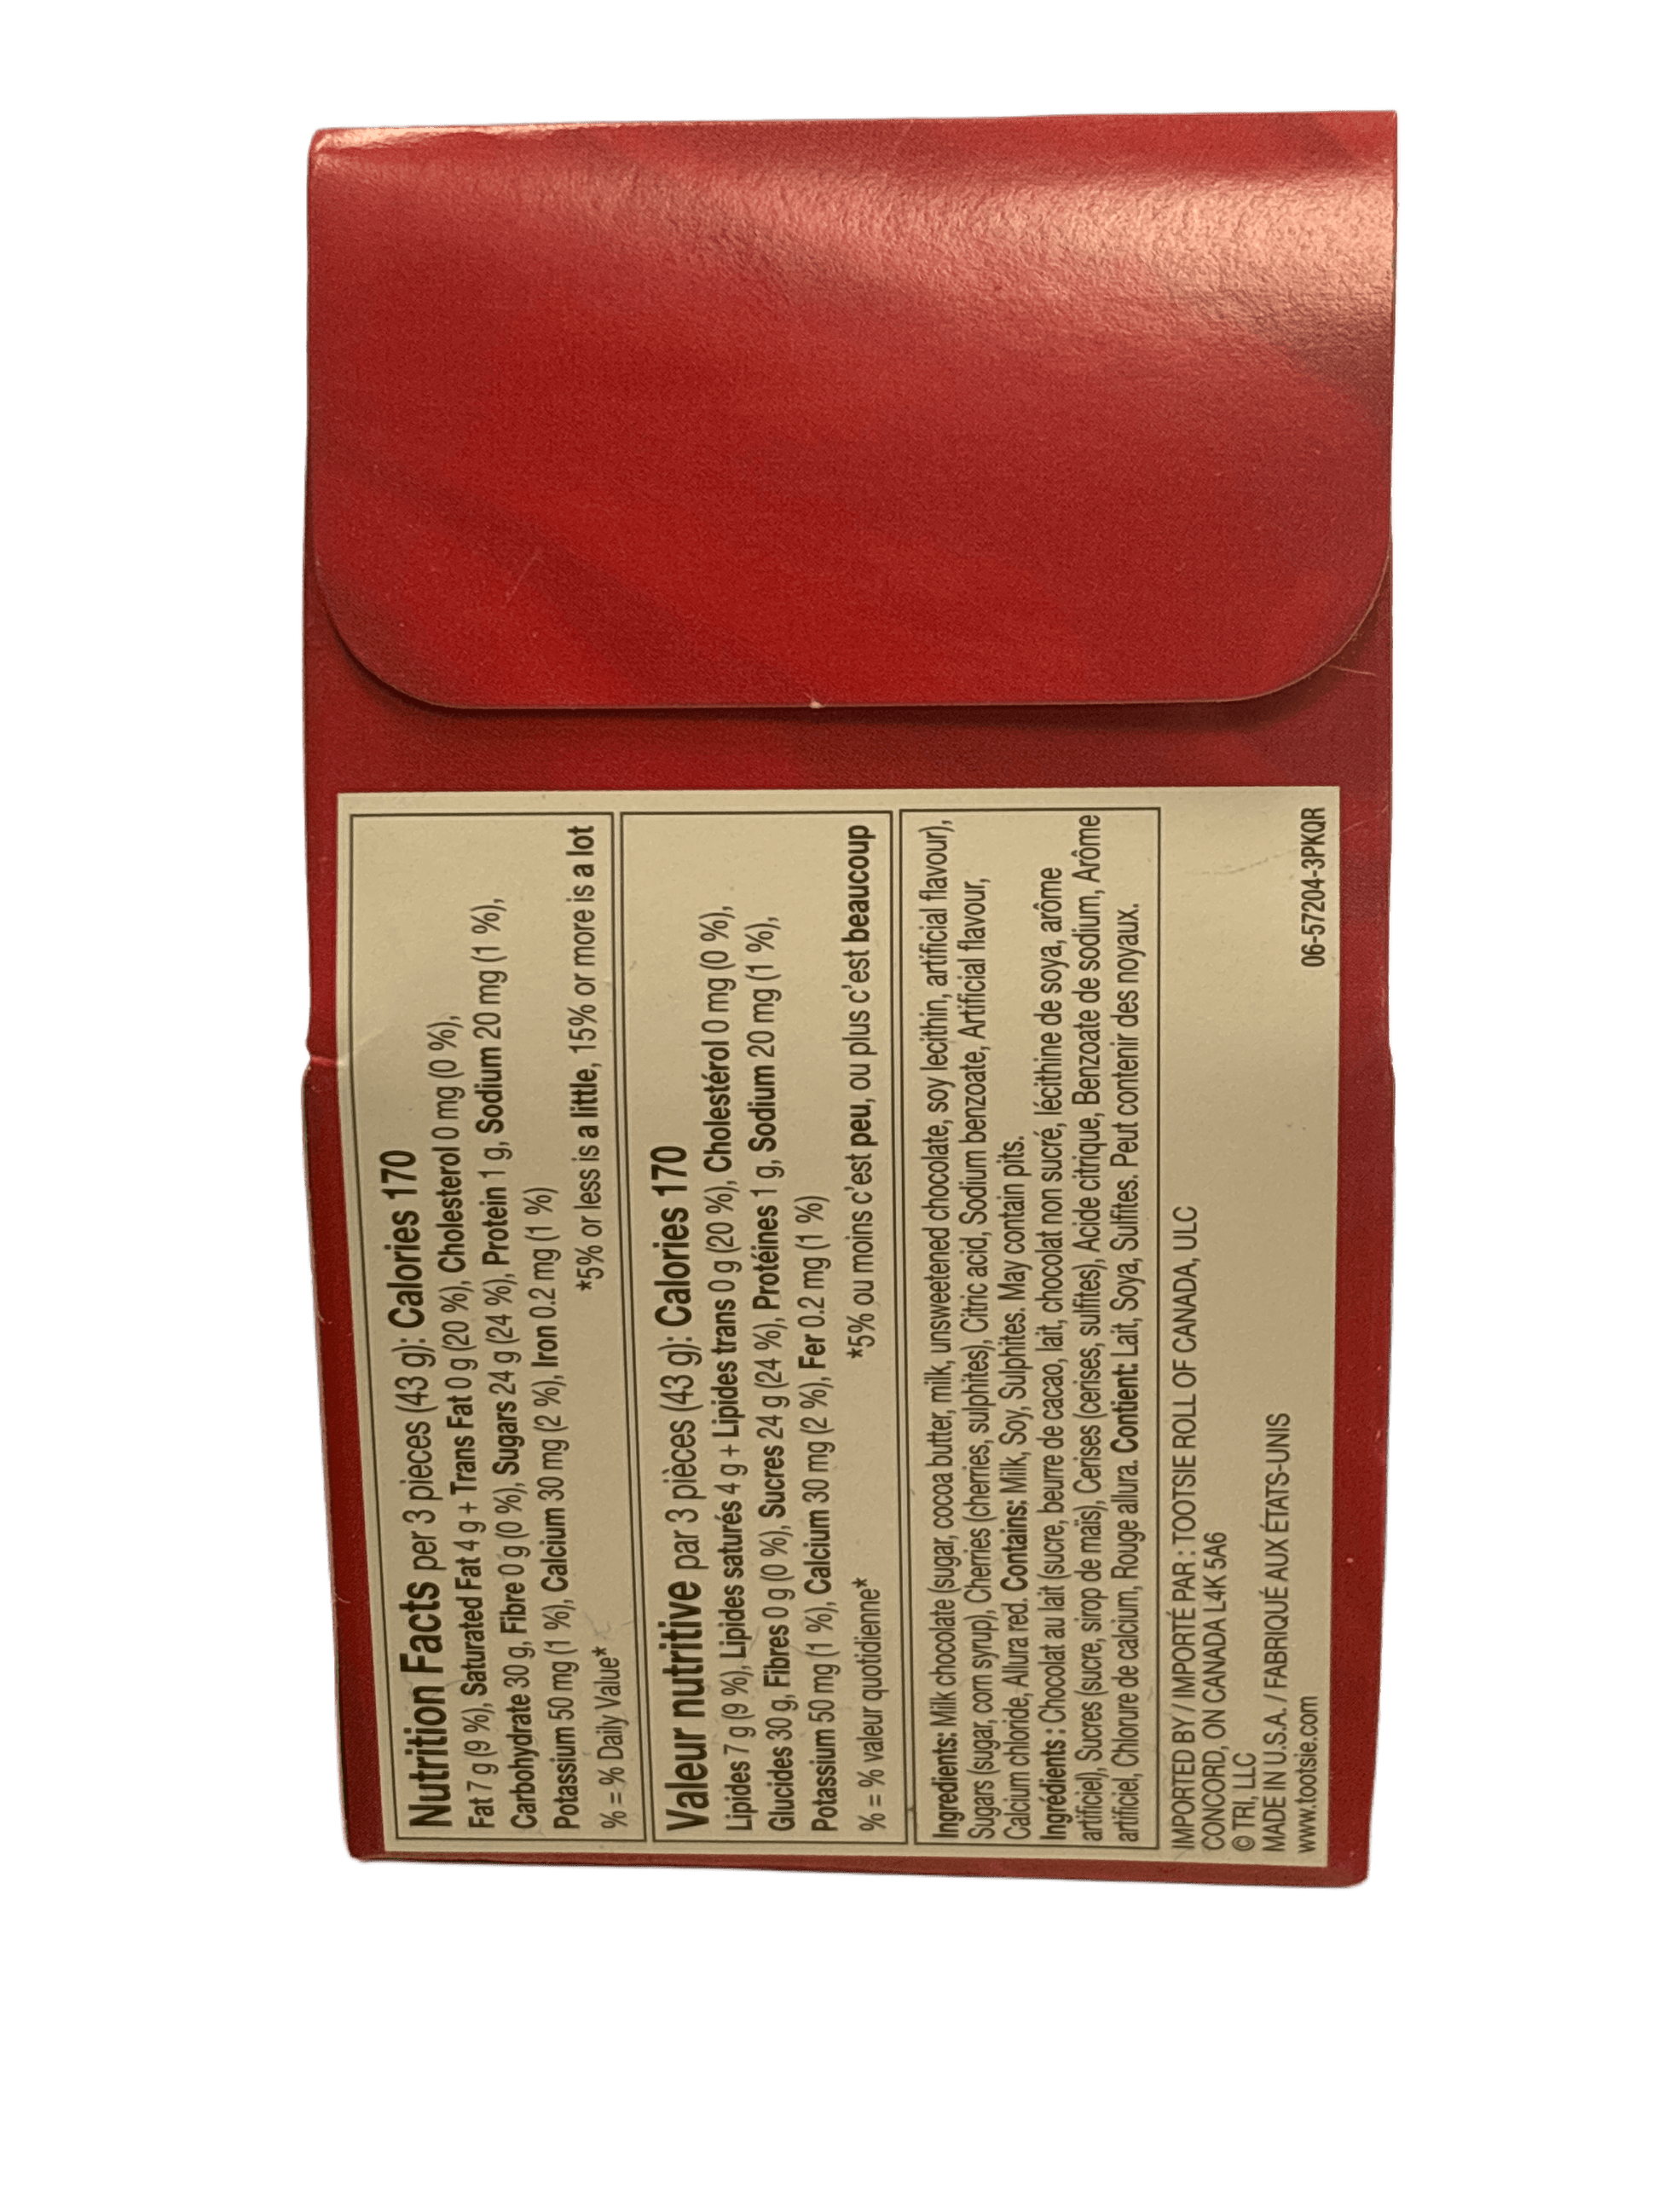 Nutrition Facts per 3 pieces (43 g): Calories 170
Fat 7 g (9 %), Saturated Fat 4 g + Trans Fat 0 g (20 %), Cholesterol 0 mg (0 %),
Carbohydrate 30 g, Fibre 0 g (0 %), Sugars 24 g (24 %), Protein 1 g, Sodium 20 mg (1 %),
Potassium 50 mg (1 %), Calcium 30 mg (2 %), Iron 0.2 mg (1 %)
% = % Daily Value* *5% or less is a little, 15% or more is a lot
Valeur nutritive par 3 pièces (43 g): Calories 170
Lipides 7 g (9 %), Lipides saturés 4 g + Lipides trans 0 g (20 %), Cholestérol 0 mg (0 %),
Glucides 30 g, Fibres 0 g (0 %), Sucres 24 g (24 %), Protéines 1 g, Sodium 20 mg (1 %),
Potassium 50 mg (1 %), Calcium 30 mg (2 %), Fer 0.2 mg (1 %)
% = % valeur quotidienne* *5% ou moins c'est peu, ou plus c'est beaucoup
Ingredients: Milk chocolate (sugar, cocoa butter, milk, unsweetened chocolate, soy lecithin, artificial flavour),
Sugars (sugar, corn syrup), Cherries (cherries, sulphites), Citric acid, Sodium benzoate, Artificial flavour,
Calcium chloride, Allura red. Contains: Milk, Soy, Sulphites. May contain pits.
Ingrédients : Chocolat au lait (sucre, beurre de cacao, lait, chocolat non sucré, lécithine de soya, arôme
artificiel), Sucres (sucre, sirop de maïs), Cerises (cerises, sulfites), Acide citrique, Benzoate de sodium, Arôme
artificiel, Chlorure de calcium, Rouge allura. Contient: Lait, Soya, Sulfites. Peut contenir des noyaux.
IMPORTED BY / IMPORTÉ PAR : TOOTSIE ROLL OF CANADA, ULC
CONCORD, ON CANADA L4K 5A6
© TRI, LLC
MADE IN U.S.A. / FABRIQUÉ AUX ÉTATS-UNIS
www.tootsie.com 06-57204-3PKQR